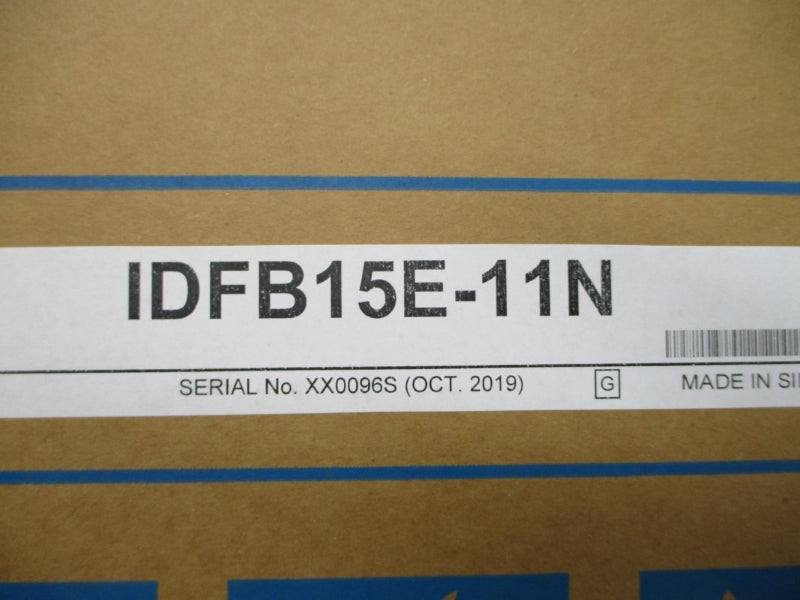 IDFB15E-11N
SERIAL No. XX0096S (OCT. 2019) G MADE IN